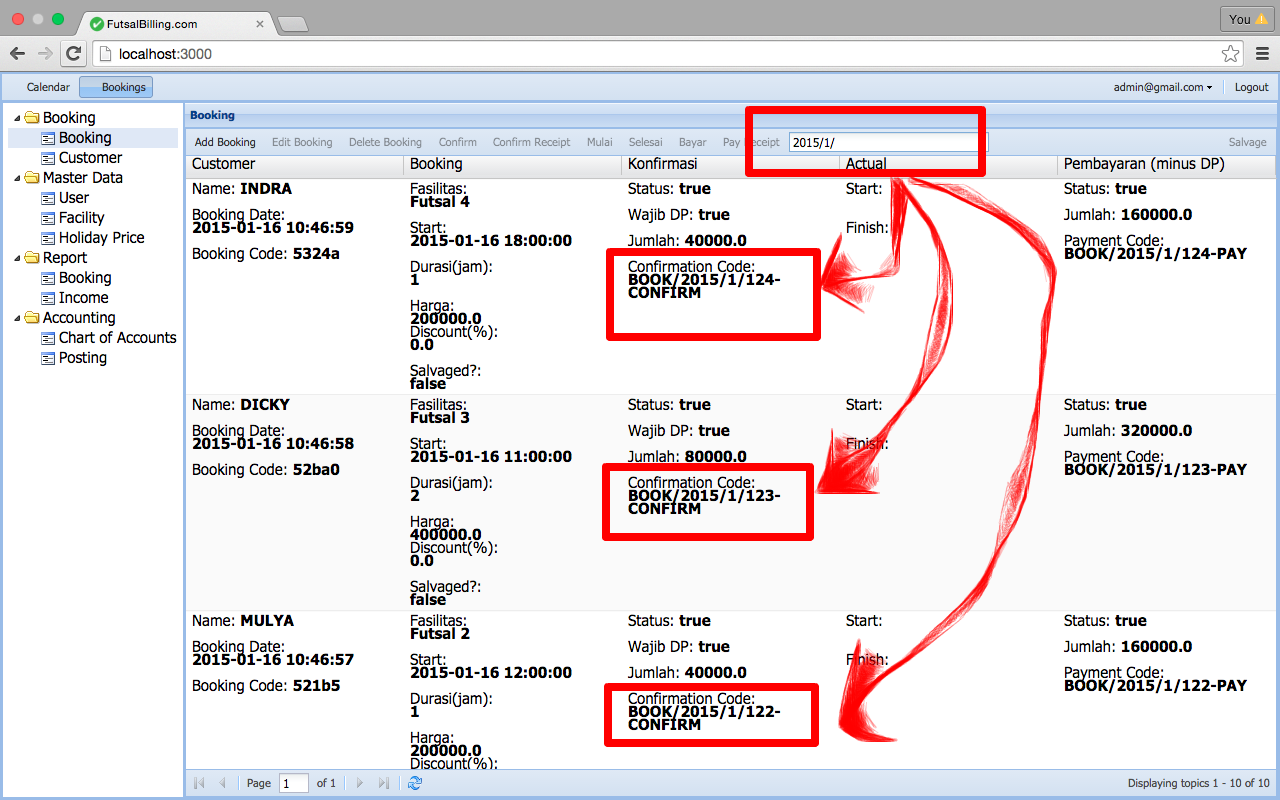 FutsalBilling.com
You
localhost:3000
Calendar
Bookings
admin@gmail.com
Logout
Booking
Booking
Customer
Master Data
User
Facility
Holiday Price
Report
Booking
Income
Accounting
Chart of Accounts
Posting
Booking
Add Booking Edit Booking Delete Booking Confirm Confirm Receipt Mulai Selesai Bayar Pay Receipt 2015/1/ Salvage
Customer Booking Konfirmasi Actual Pembayaran (minus DP)
Name: INDRA
Booking Date:
2015-01-16 10:46:59
Booking Code: 5324a
Fasilitas:
Futsal 4
Start:
2015-01-16 18:00:00
Durasi(jam):
1
Harga:
200000.0
Discount(%):
0.0
Salvaged?:
false
Status: true
Wajib DP: true
Jumlah: 40000.0
Confirmation Code:
BOOK/2015/1/124-
CONFIRM
Start:
Finish:
Status: true
Jumlah: 160000.0
Payment Code:
BOOK/2015/1/124-PAY
Name: DICKY
Booking Date:
2015-01-16 10:46:58
Booking Code: 52ba0
Fasilitas:
Futsal 3
Start:
2015-01-16 11:00:00
Durasi(jam):
2
Harga:
400000.0
Discount(%):
0.0
Salvaged?:
false
Status: true
Wajib DP: true
Jumlah: 80000.0
Confirmation Code:
BOOK/2015/1/123-
CONFIRM
Start:
Finish:
Status: true
Jumlah: 320000.0
Payment Code:
BOOK/2015/1/123-PAY
Name: MULYA
Booking Date:
2015-01-16 10:46:57
Booking Code: 521b5
Fasilitas:
Futsal 2
Start:
2015-01-16 12:00:00
Durasi(jam):
1
Harga:
200000.0
Discount(%):
Status: true
Wajib DP: true
Jumlah: 40000.0
Confirmation Code:
BOOK/2015/1/122-
CONFIRM
Start:
Finish:
Status: true
Jumlah: 160000.0
Payment Code:
BOOK/2015/1/122-PAY
Page 1 of 1
Displaying topics 1 - 10 of 10